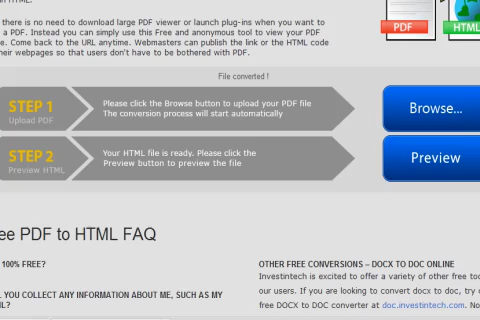 there is no need to download large PDF viewer or launch plug-ins when you want to
a PDF. Instead you can simply use this Free and anonymous tool to view your PDF
e. Come back to the URL anytime. Webmasters can publish the link or the HTML code
heir webpages so that users don't have to be bothered with PDF.
PDF
HTML
File converted !
STEP 1
Upload PDF
Please click the Browse button to upload your PDF file
The conversion process will start automatically
Browse...
STEP 2
Preview HTML
Your HTML file is ready. Please click the
Preview button to preview the file
Preview
ee PDF to HTML FAQ
100% FREE?
OTHER FREE CONVERSIONS – DOCX TO DOC ONLINE
Investintech is excited to offer a variety of other free too
our users. If you are looking to convert docx to doc, try o
free DOCX to DOC converter at doc.investintech.com. No
YOU COLLECT ANY INFORMATION ABOUT ME, SUCH AS MY